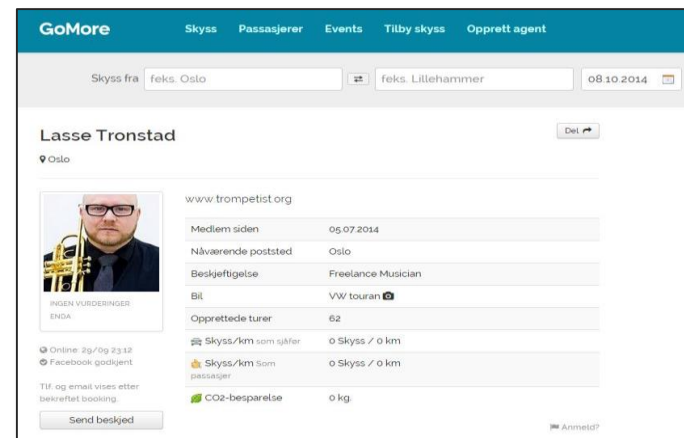 GoMore Skyss Passasjerer Events Tilby skyss Opprett agent
Skyss fra feks. Oslo feks. Lillehammer 08.10.2014
Lasse Tronstad Del
Oslo
www.trompetist.org
Medlem siden 05.07.2014
Nåværende poststed Oslo
Beskjeftigelse Freelance Musician
Bil VW touran
Opprettede turer 62
Skyss/km som sjåfør 0 Skyss / 0 km
Skyss/km Som 0 Skyss / 0 km
passasjer
CO2-besparelse 0 kg.
INGEN VURDERINGER
ENDA
Online: 29/09 23:12
Facebook godkjent
Tlf. og email vises etter
bekreftet booking.
Send beskjed
Anmeld?